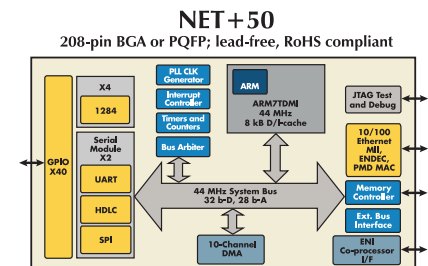 NET+50
208-pin BGA or PQFP; lead-free, RoHS compliant
GPIO
X40
X4
1284
Serial
Module
X2
UART
HDLC
SPI
PLL CLK
Generator
Interrupt
Controller
Timers and
Counters
Bus Arbiter
ARM
ARM7TDMI
44 MHz
8 kB D/I-cache
44 MHz System Bus
32 b-D, 28 b-A
10-Channel
DMA
JTAG Test
and Debug
10/100
Ethernet
MII,
ENDEC,
PMD MAC
Memory
Controller
Ext. Bus
Interface
ENI
Co-processor
I/F